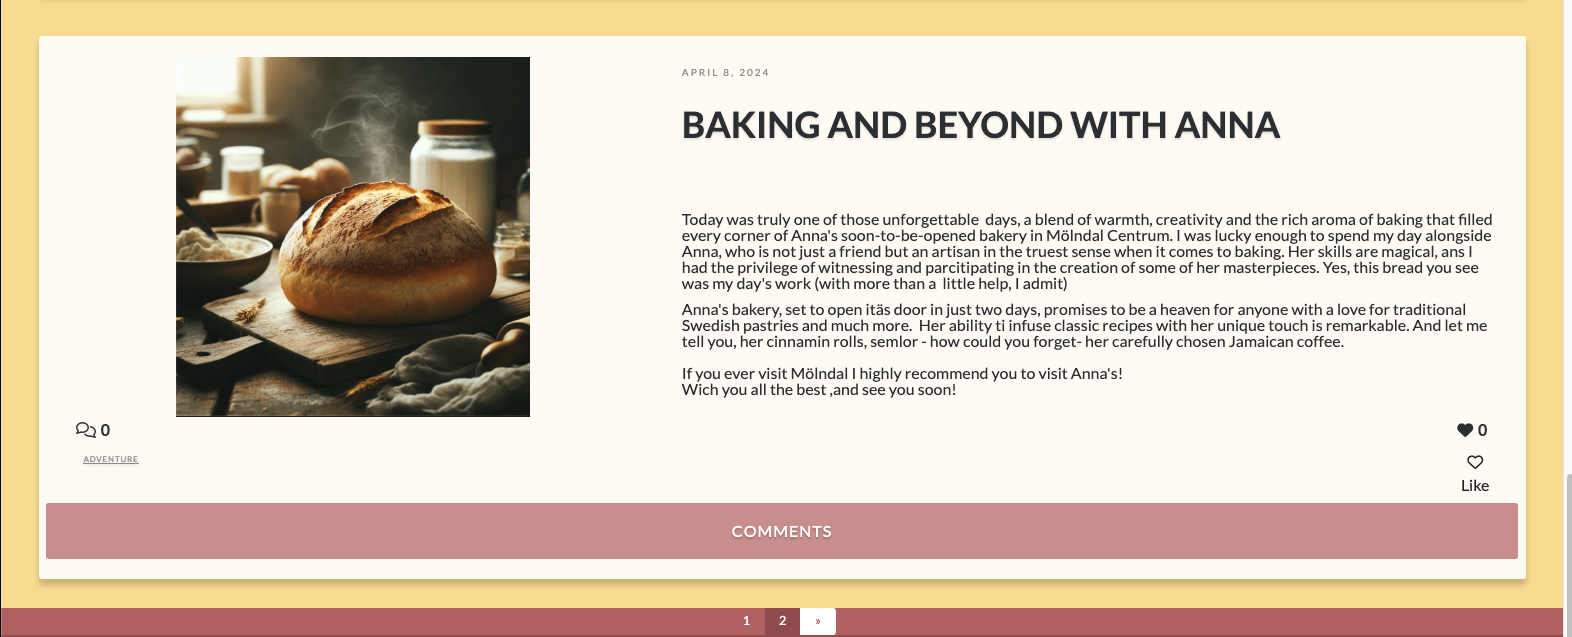 APRIL 8, 2024
BAKING AND BEYOND WITH ANNA
Today was truly one of those unforgettable  days, a blend of warmth, creativity and the rich aroma of baking that filled
every corner of Anna's soon-to-be-opened bakery in Mölndal Centrum. I was lucky enough to spend my day alongside
Anna, who is not just a friend but an artisan in the truest sense when it comes to baking. Her skills are magical, ans I
had the privilege of witnessing and parcitipating in the creation of some of her masterpieces. Yes, this bread you see
was my day's work (with more than a  little help, I admit)
Anna's bakery, set to open itäs door in just two days, promises to be a heaven for anyone with a love for traditional
Swedish pastries and much more.  Her ability ti infuse classic recipes with her unique touch is remarkable. And let me
tell you, her cinnamin rolls, semlor - how could you forget- her carefully chosen Jamaican coffee.
If you ever visit Mölndal I highly recommend you to visit Anna's!
Wich you all the best ,and see you soon!
0
0
ADVENTURE
Like
COMMENTS
1 2 »